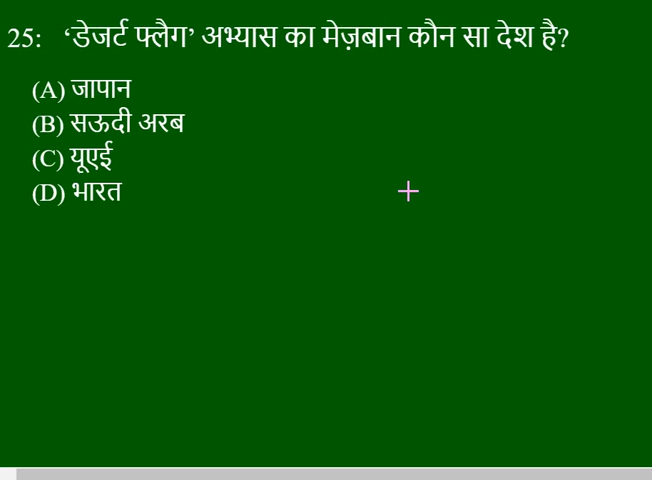 25: ‘डेजर्ट फ्लैग’ अभ्यास का मेज़बान कौन सा देश है?
(A) जापान
(B) सऊदी अरब
(C) यूएई
(D) भारत